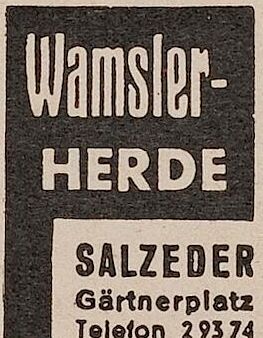 Wamsler-
HERDE
SALZEDER
Gärtnerplatz
Telefon 29374